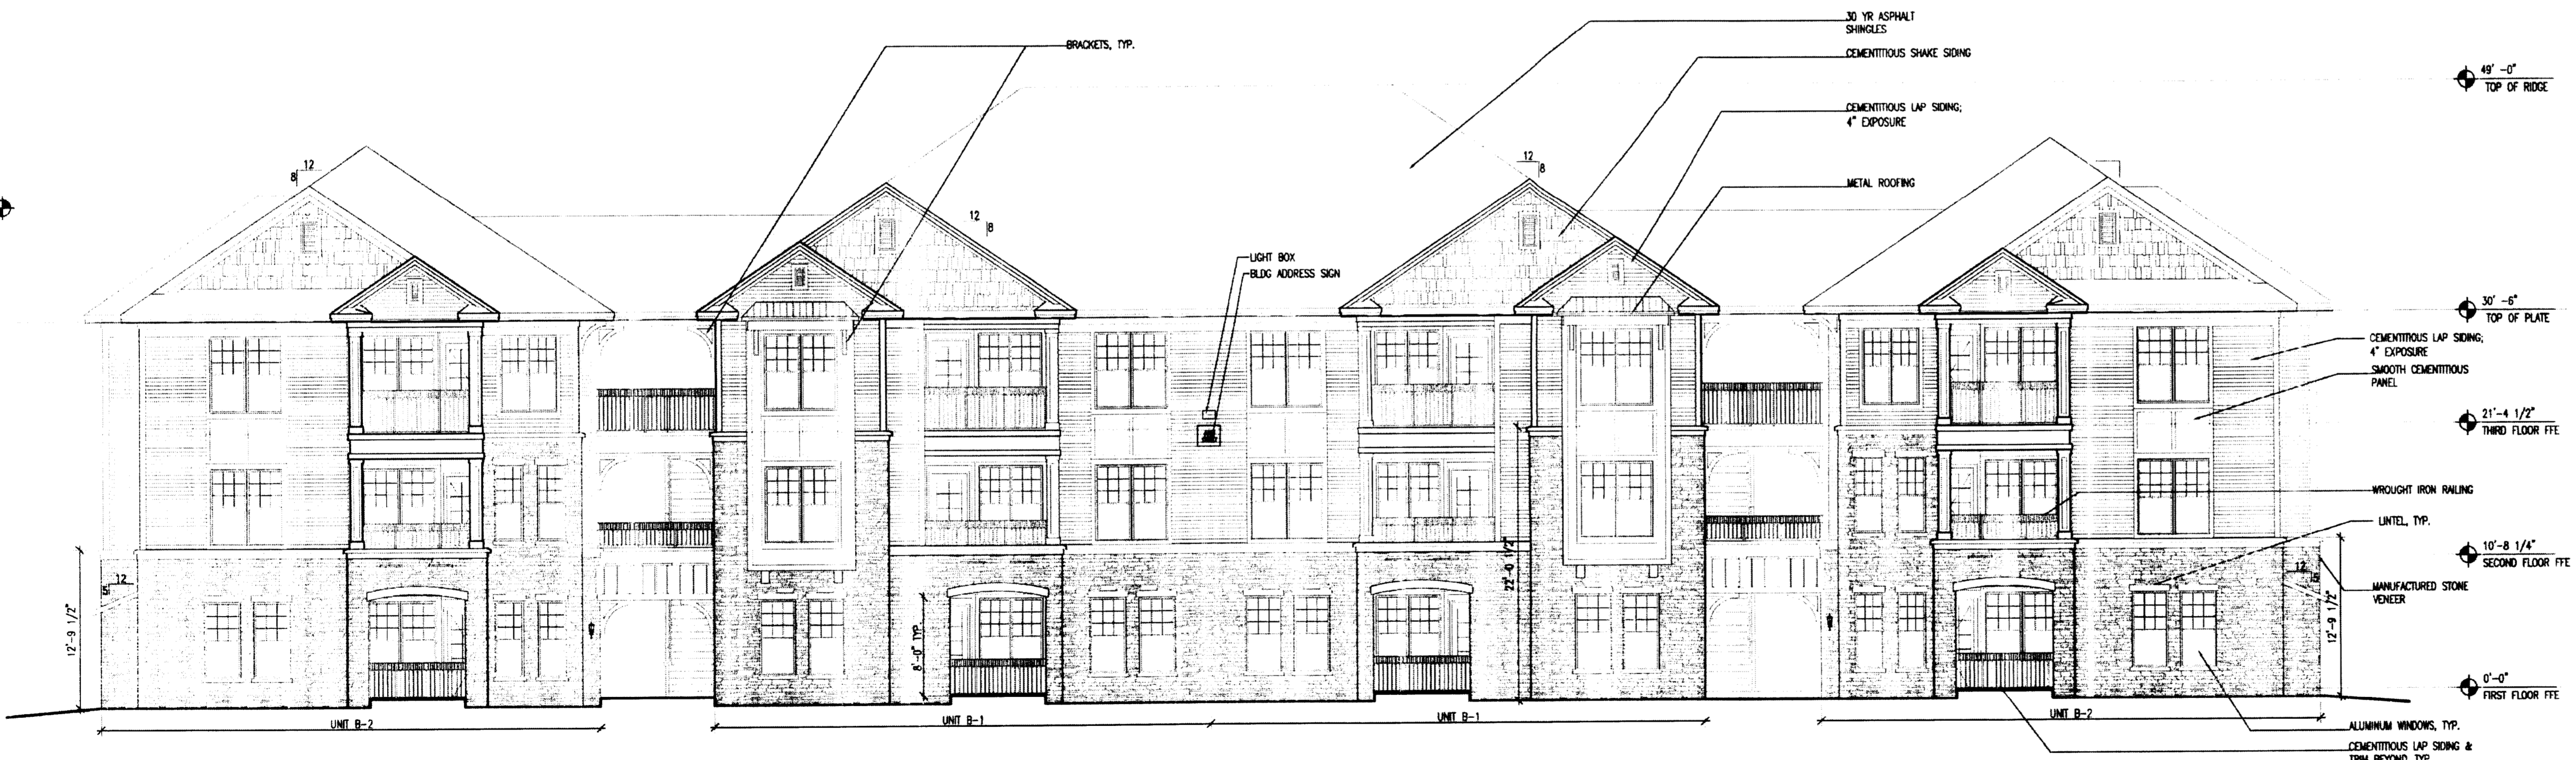 30 YR ASPHALT
SHINGLES
BRACKETS, TYP.
CEMENTITIOUS SHAKE SIDING
49' -0"
TOP OF RIDGE
CEMENTITIOUS LAP SIDING;
4" EXPOSURE
12
8
12
8
METAL ROOFING
12
8
LIGHT BOX
BLDG ADDRESS SIGN
30' -6"
TOP OF PLATE
CEMENTITIOUS LAP SIDING;
4" EXPOSURE
SMOOTH CEMENTITIOUS
PANEL
21'-4 1/2"
THIRD FLOOR FFE
WROUGHT IRON RAILING
LINTEL, TYP.
10'-8 1/4"
SECOND FLOOR FFE
22'-0 1/2"
12
5
12
5
MANUFACTURED STONE
VENEER
12'-9 1/2"
8'-0" TYP.
12'-9 1/2"
0'-0"
FIRST FLOOR FFE
UNIT B-2
UNIT B-1
UNIT B-1
UNIT B-2
ALUMINUM WINDOWS, TYP.
CEMENTITIOUS LAP SIDING &
TRIM BEYOND, TYP.